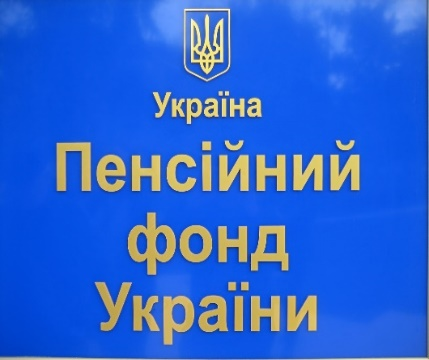 Україна
Пенсійний
фонд
України